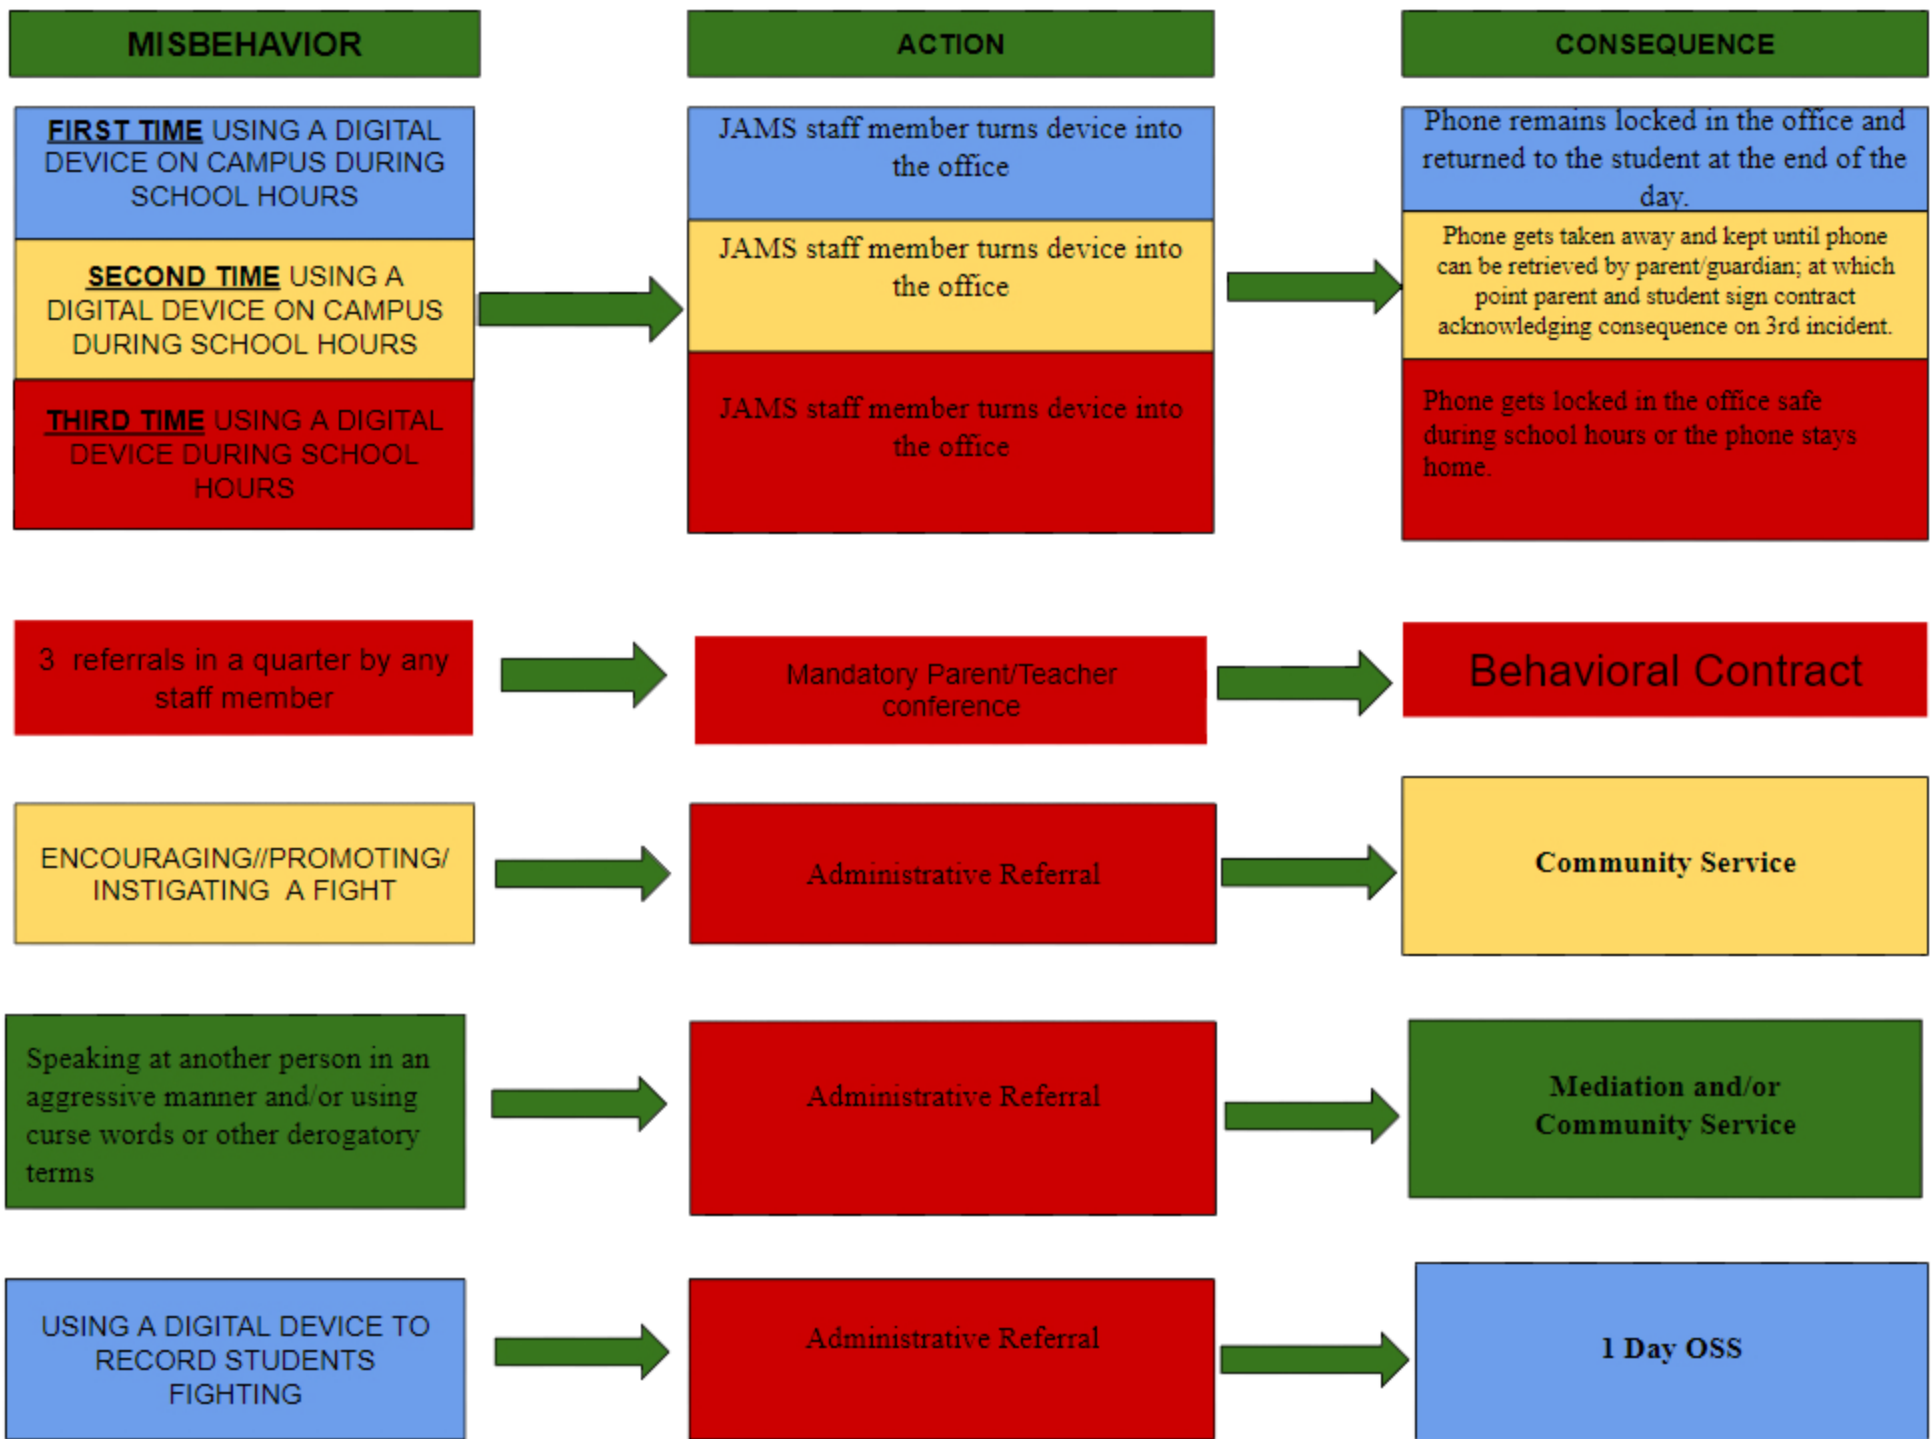 MISBEHAVIOR
ACTION
CONSEQUENCE
FIRST TIME USING A DIGITAL
DEVICE ON CAMPUS DURING
SCHOOL HOURS
JAMS staff member turns device into
the office
Phone remains locked in the office and
returned to the student at the end of the
day.
SECOND TIME USING A
DIGITAL DEVICE ON CAMPUS
DURING SCHOOL HOURS
JAMS staff member turns device into
the office
Phone gets taken away and kept until phone
can be retrieved by parent/guardian; at which
point parent and student sign contract
acknowledging consequence on 3rd incident.
THIRD TIME USING A DIGITAL
DEVICE DURING SCHOOL
HOURS
JAMS staff member turns device into
the office
Phone gets locked in the office safe
during school hours or the phone stays
home.
3 referrals in a quarter by any
staff member
Mandatory Parent/Teacher
conference
Behavioral Contract
ENCOURAGING//PROMOTING/
INSTIGATING A FIGHT
Administrative Referral
Community Service
Speaking at another person in an
aggressive manner and/or using
curse words or other derogatory
terms
Administrative Referral
Mediation and/or
Community Service
USING A DIGITAL DEVICE TO
RECORD STUDENTS
FIGHTING
Administrative Referral
1 Day OSS